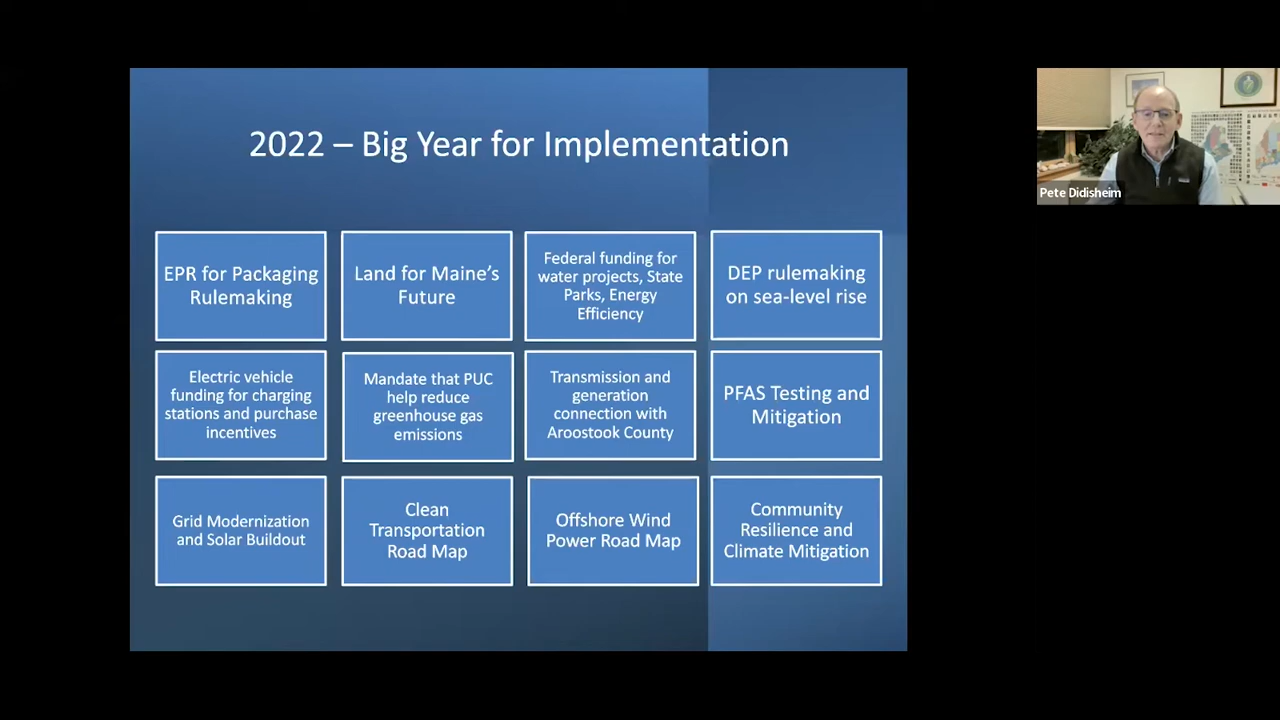 2022 – Big Year for Implementation
EPR for Packaging
Rulemaking
Land for Maine's
Future
Federal funding for
water projects, State
Parks, Energy
Efficiency
DEP rulemaking
on sea-level rise
Electric vehicle
funding for charging
stations and purchase
incentives
Mandate that PUC
help reduce
greenhouse gas
emissions
Transmission and
generation
connection with
Aroostook County
PFAS Testing and
Mitigation
Grid Modernization
and Solar Buildout
Clean
Transportation
Road Map
Offshore Wind
Power Road Map
Community
Resilience and
Climate Mitigation
Pete Didisheim